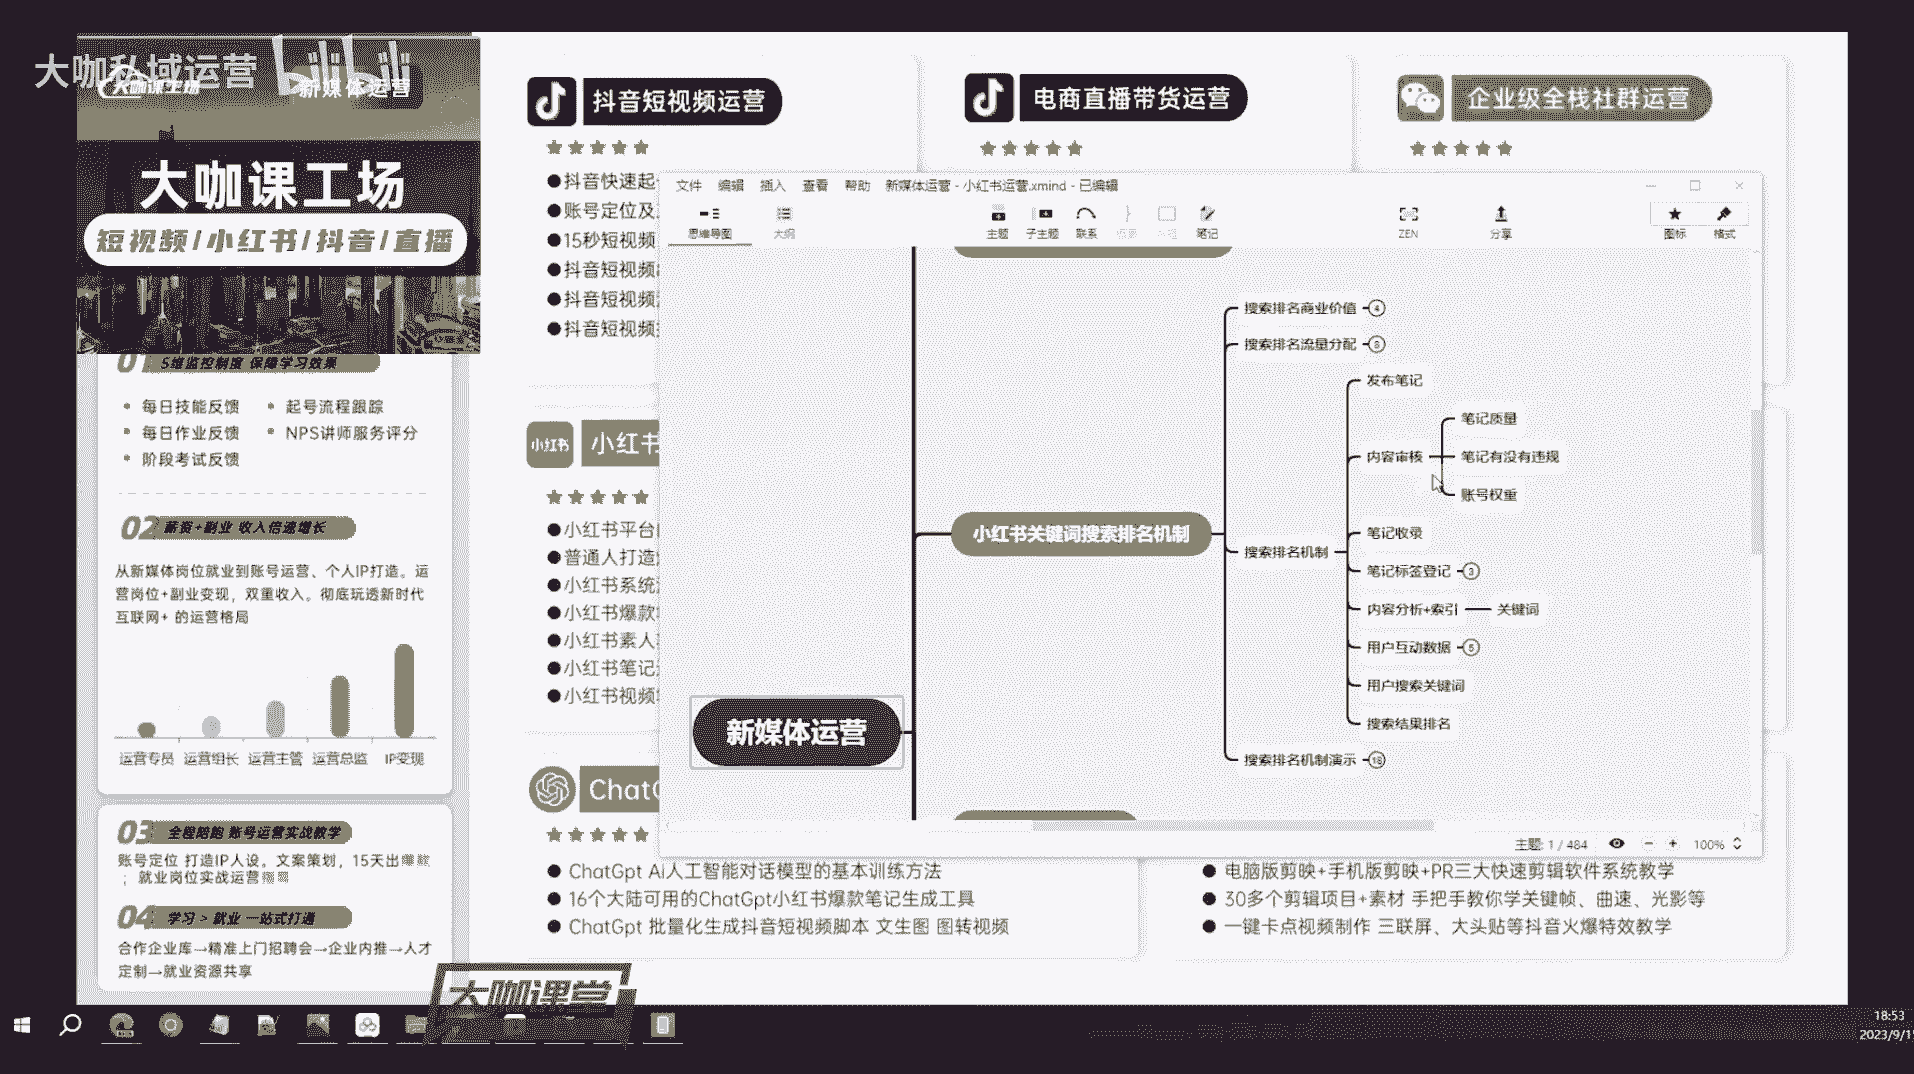 大咖私域运营
新媒体运营
大咖课工场
短视频/小红书/抖音/直播
01 5维监控制度 保障学习效果
每日技能反馈
起号流程跟踪
每日作业反馈
NPS讲师服务评分
阶段考试反馈
02 薪资+副业 收入倍速增长
从新媒体岗位就业到账号运营、个人IP打造。运
营岗位+副业变现，双重收入。彻底玩透新时代
互联网+ 的运营格局
运营专员 运营组长 运营主管 运营总监 IP变现
03 全程陪跑 账号运营实战教学
账号定位 打造IP人设。文案策划，15天出爆款
；就业岗位实战运营
04 学习 > 就业 一站式打通
合作企业库→精准上门招聘会→企业内推→人才
定制→就业资源共享
大咖课堂
抖音短视频运营
抖音快速起
账号定位及
15秒短视频
抖音短视频
抖音短视频
抖音短视频
电商直播带货运营
企业级全栈社群运营
小红书 小红书
小红书平台
普通人打造
小红书系统
小红书爆款
小红书素人
小红书笔记
小红书视频
ChatG
ChatGpt Ai人工智能对话模型的基本训练方法
16个大陆可用的ChatGpt小红书爆款笔记生成工具
ChatGpt 批量化生成抖音短视频脚本 文生图 图转视频
电脑版剪映+手机版剪映+PR三大快速剪辑软件系统教学
30多个剪辑项目+素材 手把手教你学关键帧、曲速、光影等
一键卡点视频制作 三联屏、大头贴等抖音火爆特效教学
文件 编辑 插入 查看 帮助 新媒体运营 - 小红书运营.xmind - 已编辑
思维导图 大纲 主题 子主题 联系 笔记 ZEN 分享 图标 格式
新媒体运营
小红书关键词搜索排名机制
搜索排名商业价值 4
搜索排名流量分配 8
搜索排名机制
发布笔记
内容审核
笔记质量
笔记有没有违规
账号权重
笔记收录
笔记标签登记 3
内容分析+索引 关键词
用户互动数据 5
用户搜索关键词
搜索结果排名
搜索排名机制演示 18
主题: 1 / 484 100%
18:53
2023/9/1